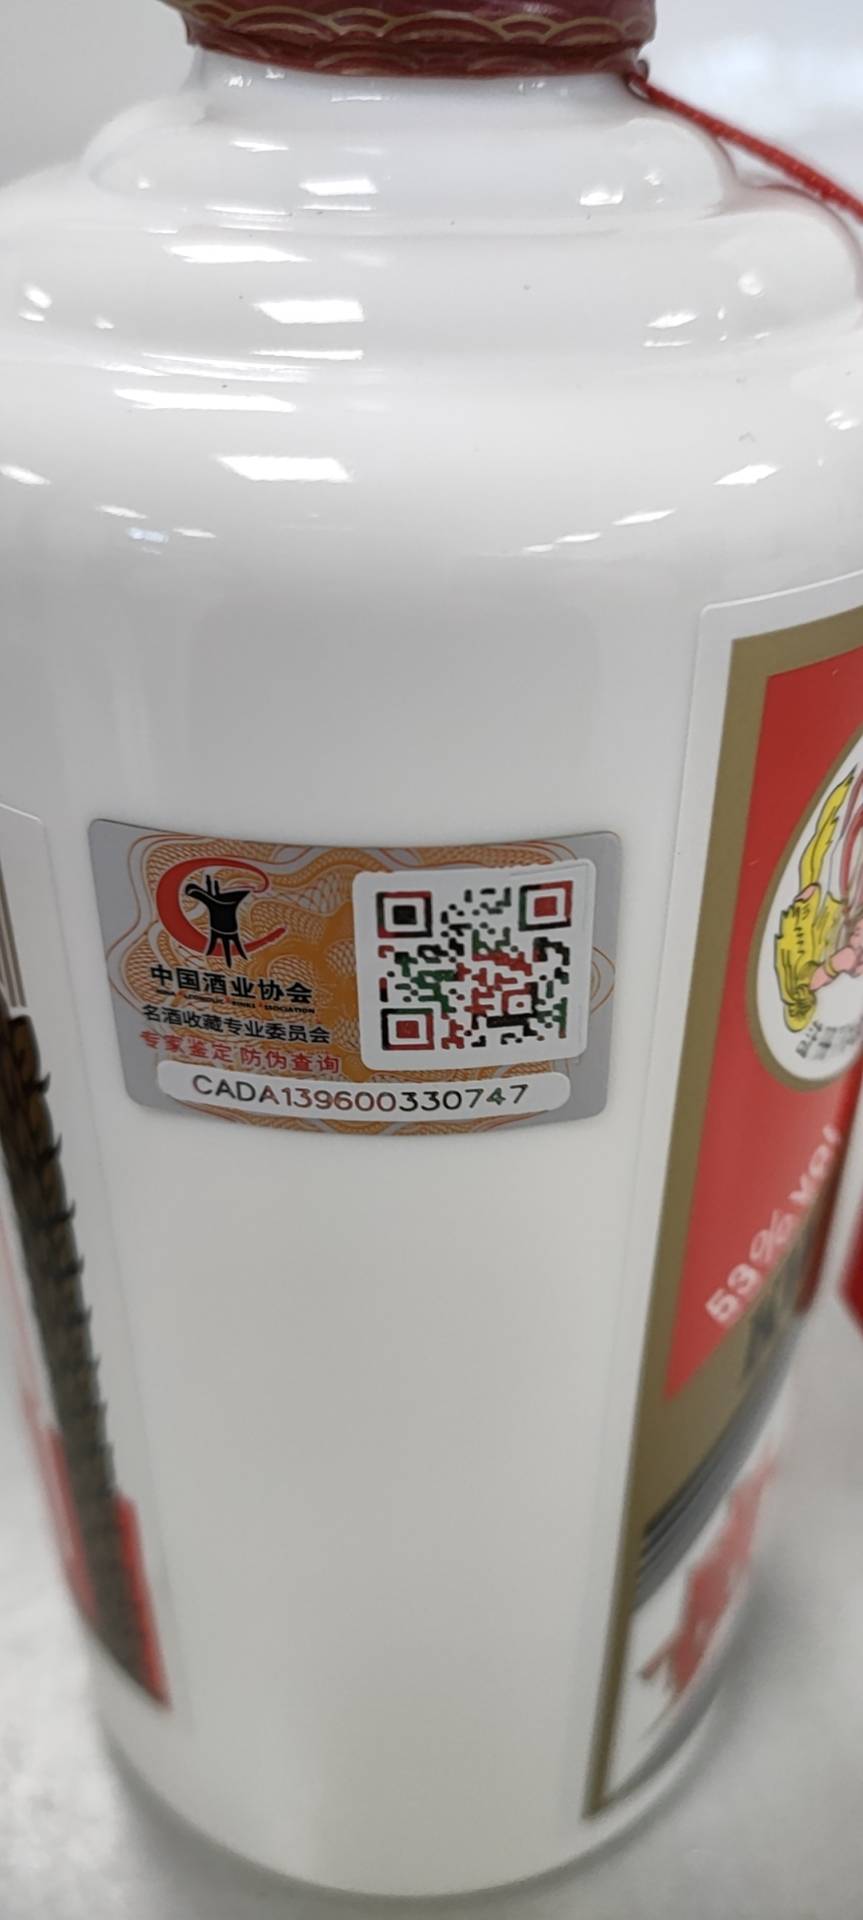 中国酒业协会
名酒收藏专业委员会
专家鉴定 防伪查询
CADA139600330747
53% vol